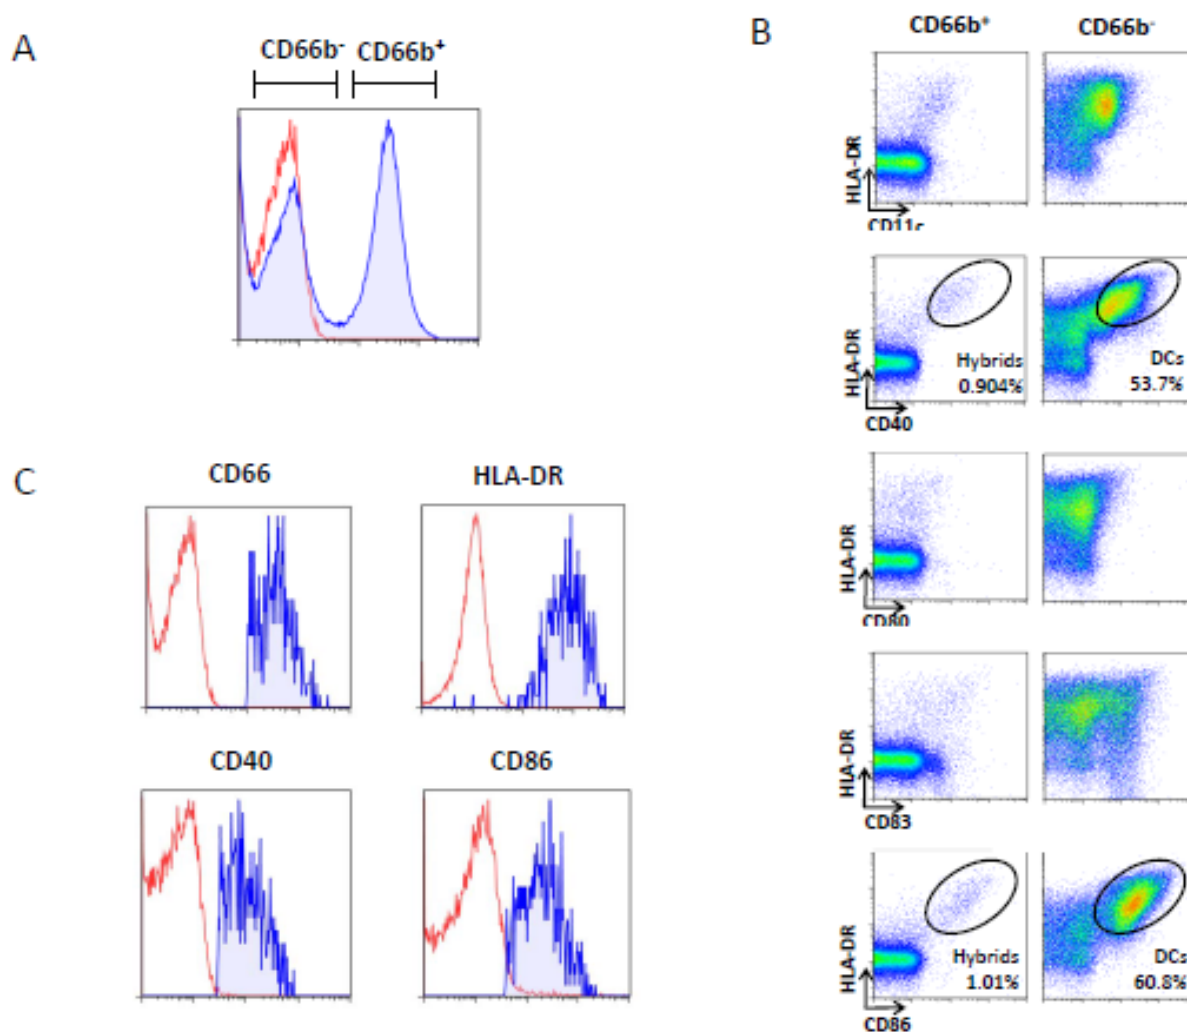 A
CD66b⁻ CD66b⁺
B
CD66b⁺ CD66b⁻
HLA-DR
CD11c
HLA-DR
Hybrids
0.904%
DCs
53.7%
CD40
HLA-DR
CD80
HLA-DR
CD83
HLA-DR
Hybrids
1.01%
DCs
60.8%
CD86
C
CD66 HLA-DR
CD40 CD86